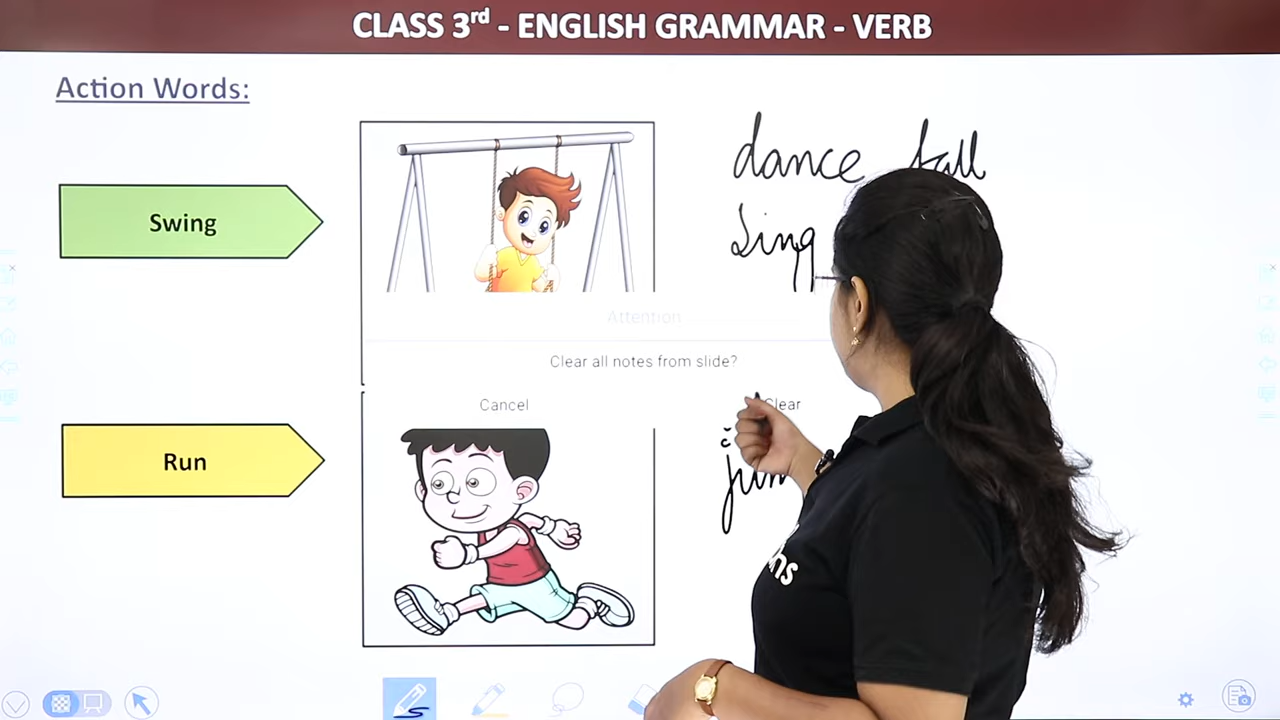 CLASS 3rd - ENGLISH GRAMMAR - VERB
Action Words:
dance fall
Swing
Sing
Attention
Clear all notes from slide?
Cancel Clear
Run